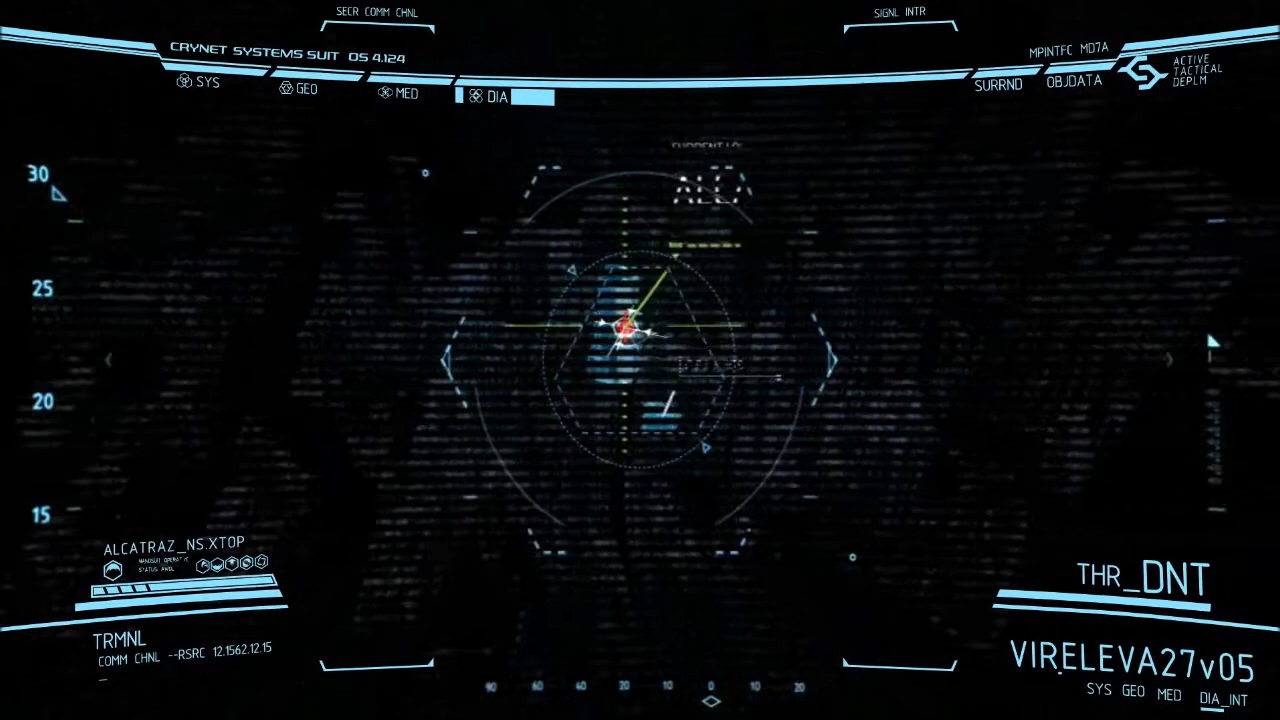 SECR COMM CHNL
SIGNL INTR
CRYNET SYSTEMS SUIT OS 4.124
MPINTFC MD7A
ACTIVE
TACTICAL
DEPLM
SYS
GEO
MED
DIA
SURRND
OBJDATA
30
25
20
15
ALCATRAZ_NS.XTOP
STATUS
THR_DNT
TRMNL
COMM CHNL --RSRC 12.1562.12.15
VIRELEVA27v05
SYS GEO MED DIA_INT
90 60 40 20 10 0 10 20